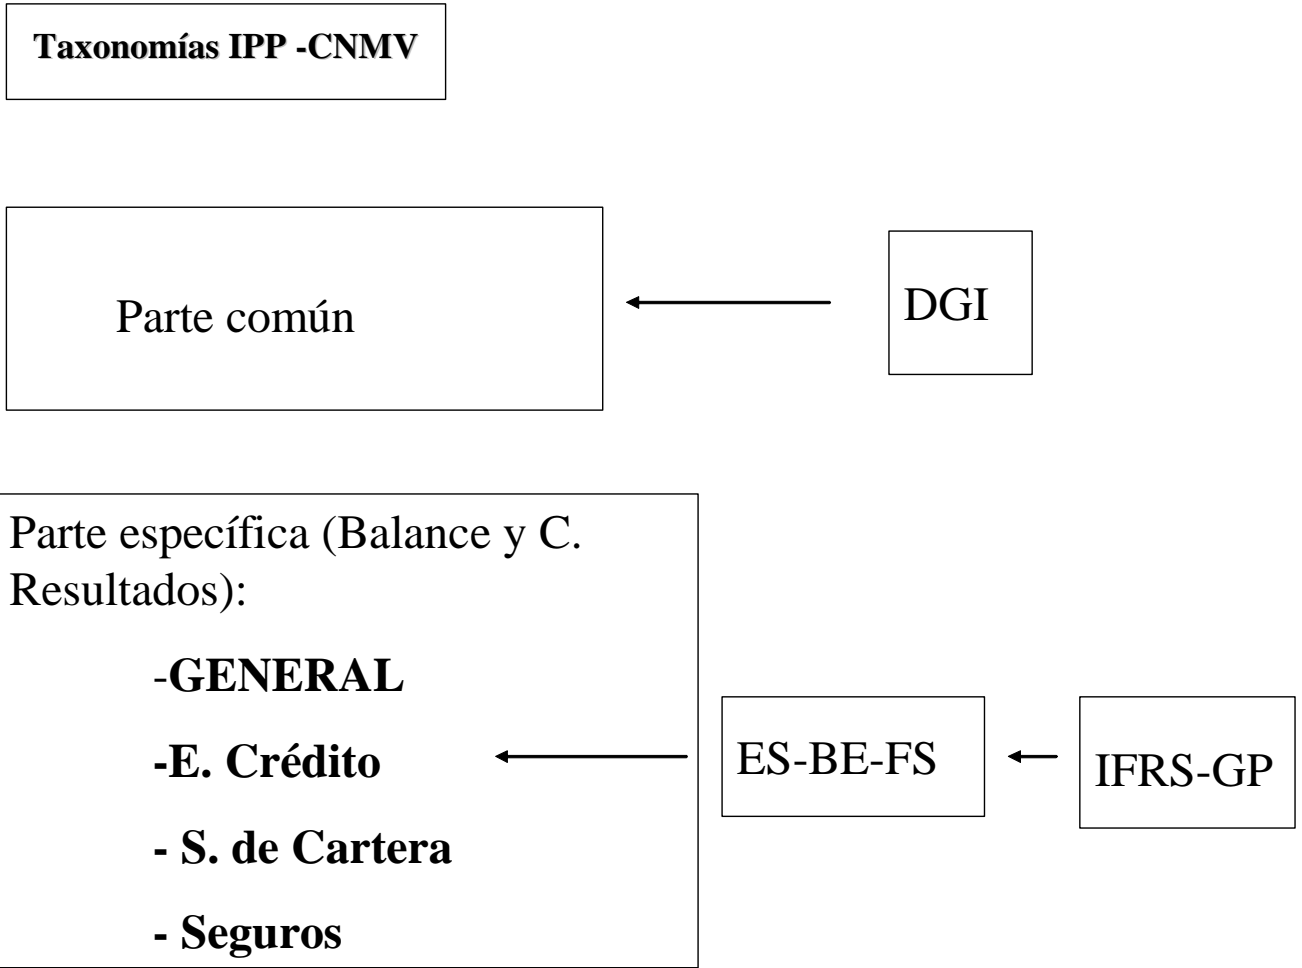 Taxonomías IPP -CNMV
Parte común
DGI
Parte específica (Balance y C.
Resultados):
-GENERAL
-E. Crédito
ES-BE-FS
IFRS-GP
- S. de Cartera
- Seguros